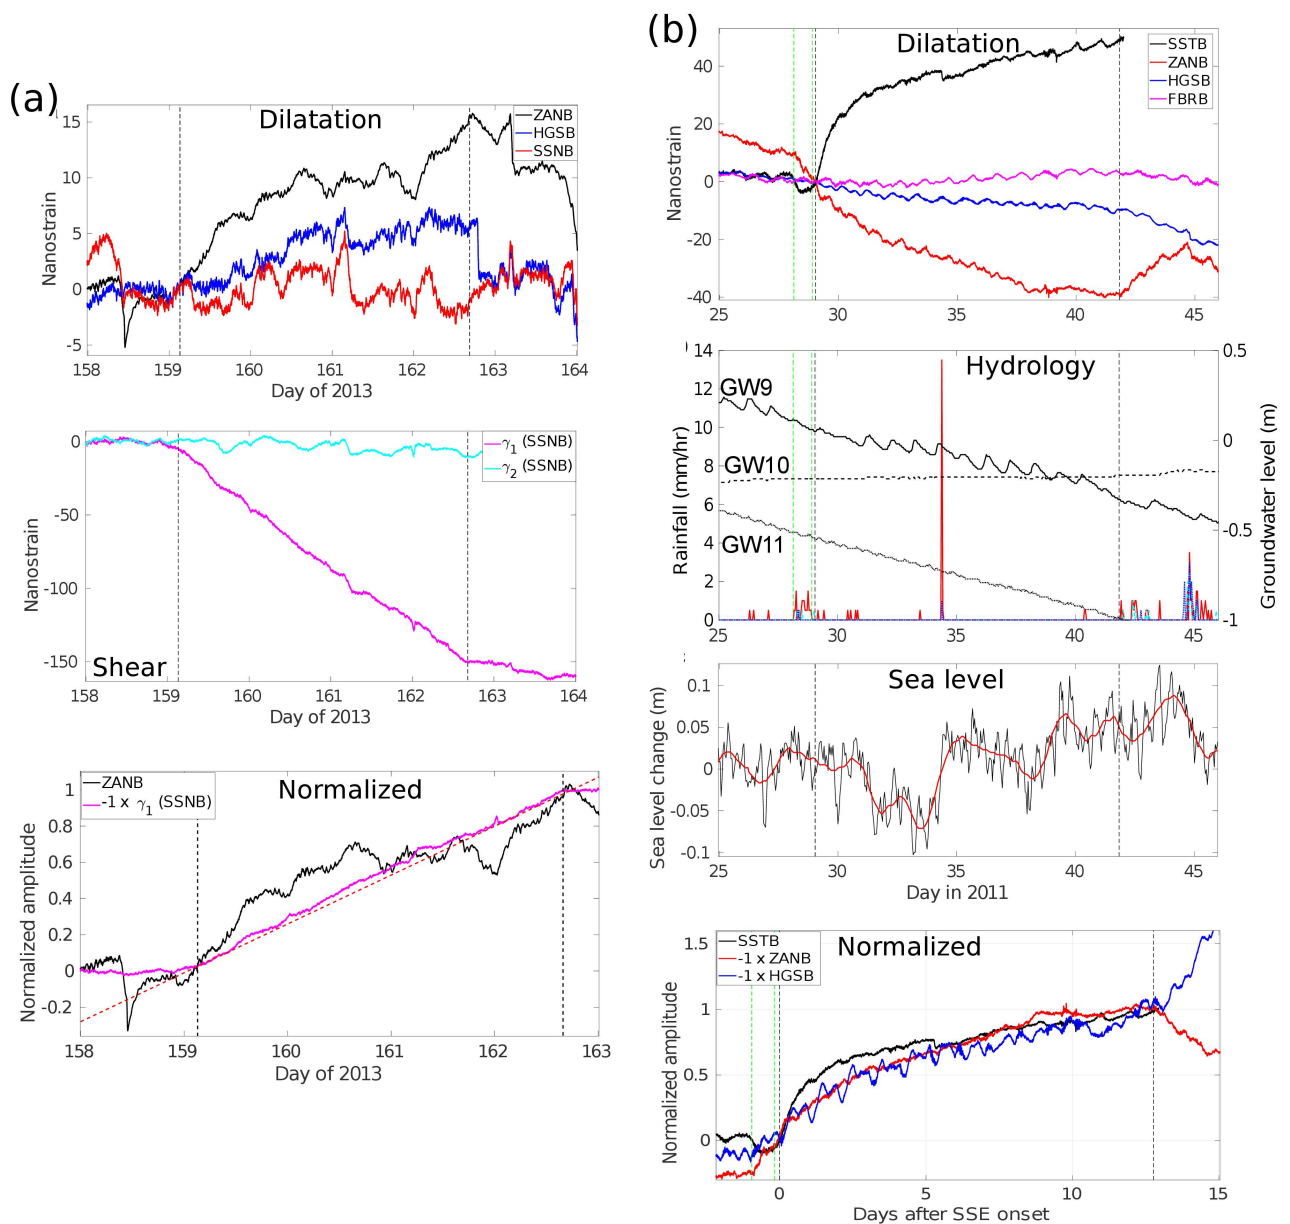 (a)
Dilatation
ZANB
HGSB
SSNB
15
10
5
0
-5
Nanostrain
158 159 160 161 162 163 164
Day of 2013
γ1 (SSNB)
γ2 (SSNB)
0
-50
-100
-150
Nanostrain
Shear
158 159 160 161 162 163 164
Day of 2013
ZANB
-1 x γ1 (SSNB)
Normalized
1
0.8
0.6
0.4
0.2
0
-0.2
Normalized amplitude
158 159 160 161 162 163
Day of 2013
(b)
Dilatation
SSTB
ZANB
HGSB
FBRB
40
20
0
-20
-40
Nanostrain
25 30 35 40 45
Hydrology
GW9
GW10
GW11
14
12
10
8
6
4
2
0
Rainfall (mm/hr)
0.5
0
-0.5
-1
Groundwater level (m)
25 30 35 40 45
Sea level
0.1
0.05
0
-0.05
-0.1
Sea level change (m)
25 30 35 40 45
Day in 2011
SSTB
-1 x ZANB
-1 x HGSB
Normalized
1.5
1
0.5
0
Normalized amplitude
0 5 10 15
Days after SSE onset